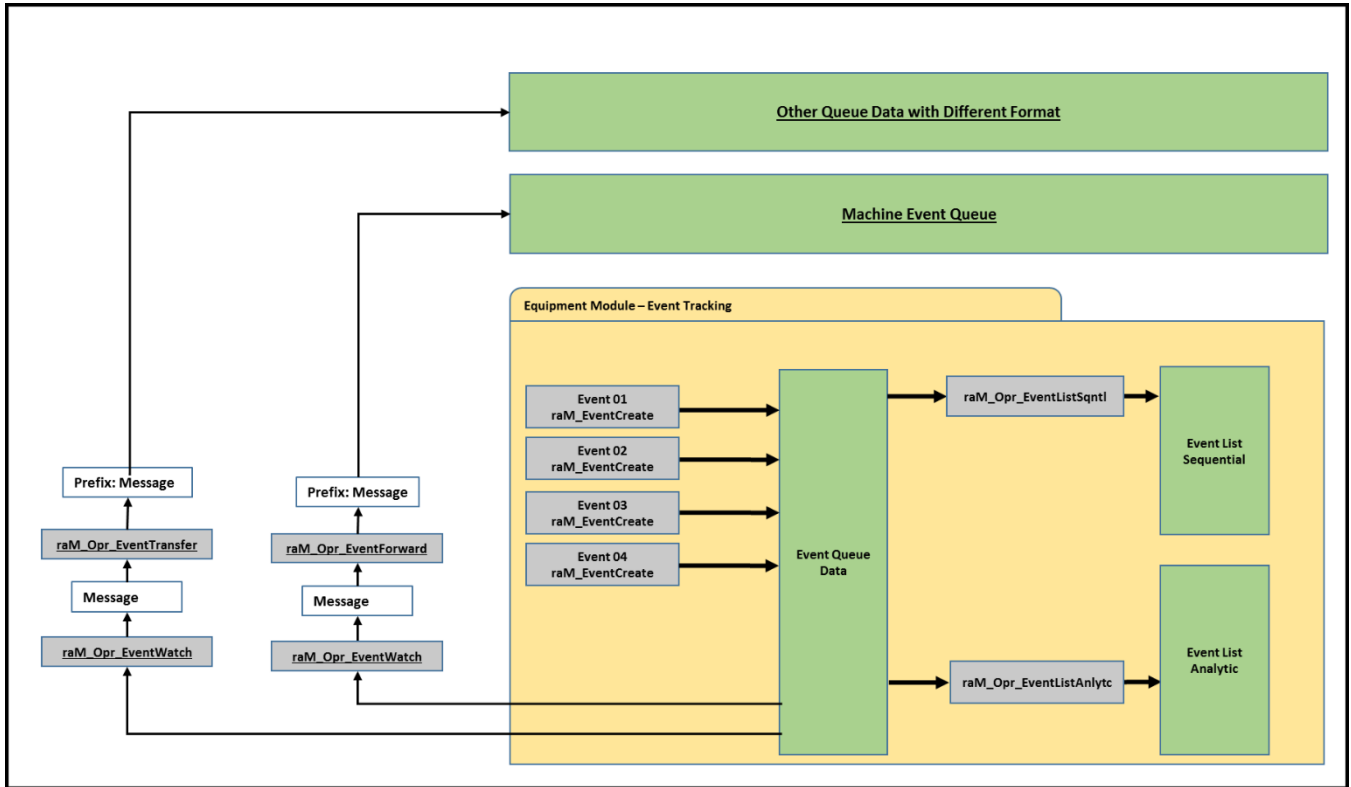 Other Queue Data with Different Format
Machine Event Queue
Equipment Module – Event Tracking
Event 01
raM_EventCreate
Event 02
raM_EventCreate
Event 03
raM_EventCreate
Event 04
raM_EventCreate
Event Queue
Data
raM_Opr_EventListSqntl
Event List
Sequential
raM_Opr_EventListAnlytc
Event List
Analytic
Prefix: Message
raM_Opr_EventTransfer
Message
raM_Opr_EventWatch
Prefix: Message
raM_Opr_EventForward
Message
raM_Opr_EventWatch